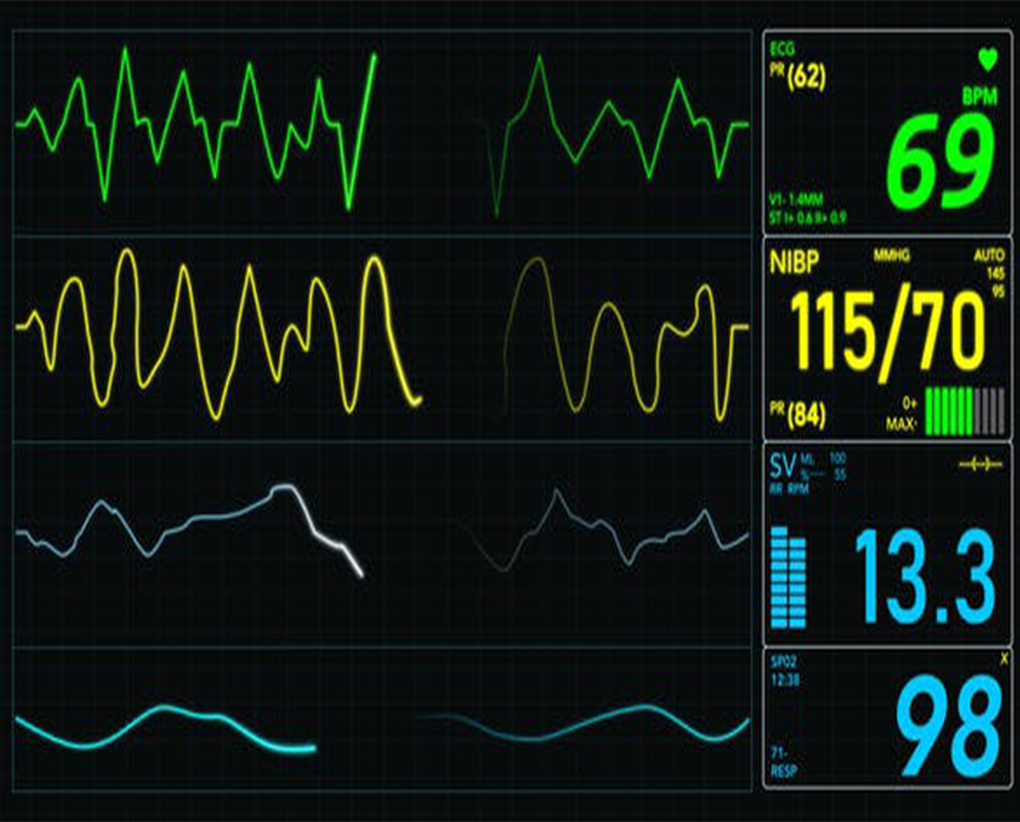 ECG
PR (62)
BPM
69
V1- 1.4MM
ST I+ 0.6 II+ 0.9
NIBP MMHG AUTO
145
95
115/70
PR (84)
0+
MAX-
SV ML 100
%--- 55
RR RPM
13.3
SPO2
12:38
X
98
71-
RESP